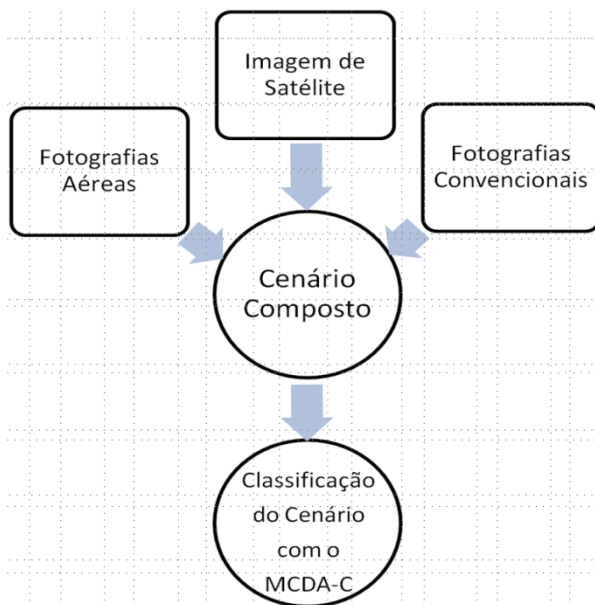 Imagem de
Satélite
Fotografias
Aéreas
Fotografias
Convencionais
Cenário
Composto
Classificação
do Cenário
com o
MCDA-C